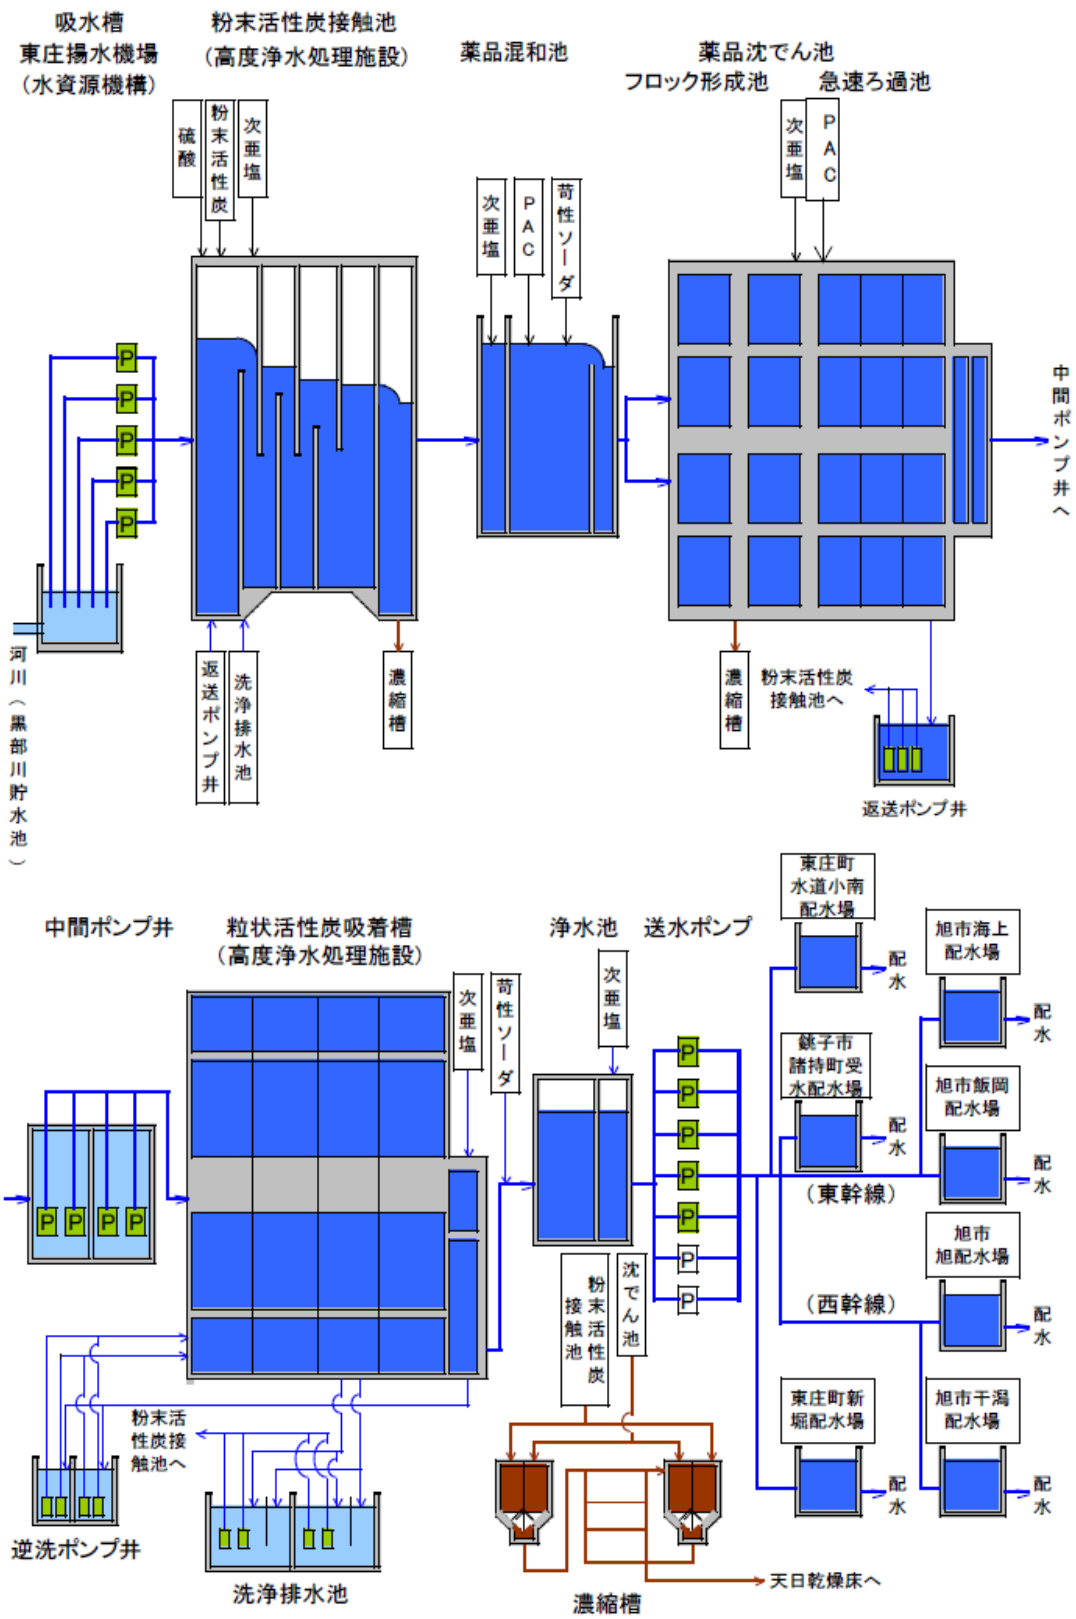 吸水槽
東庄揚水機場
（水資源機構）
粉末活性炭接触池
（高度浄水処理施設）
薬品混和池
薬品沈でん池
フロック形成池
急速ろ過池
硫酸
粉末活性炭
次亜塩
次亜塩
PAC
苛性ソーダ
次亜塩
PAC
P
P
P
P
P
中間ポンプ井へ
河川（黒部川貯水池）
返送ポンプ井
洗浄排水池
濃縮槽
濃縮槽
粉末活性炭
接触池へ
返送ポンプ井
中間ポンプ井
粒状活性炭吸着槽
（高度浄水処理施設）
浄水池
送水ポンプ
次亜塩
苛性ソーダ
次亜塩
P
P
P
P
P
P
P
P
P
P
P
東庄町
水道小南
配水場
配水
旭市海上
配水場
配水
銚子市
諸持町受
水配水場
配水
旭市飯岡
配水場
配水
（東幹線）
旭市
旭配水場
配水
（西幹線）
東庄町新
堀配水場
配水
旭市干潟
配水場
配水
粉末活性炭
接触池
沈でん池
粉末活
性炭接
触池へ
逆洗ポンプ井
洗浄排水池
濃縮槽
天日乾燥床へ